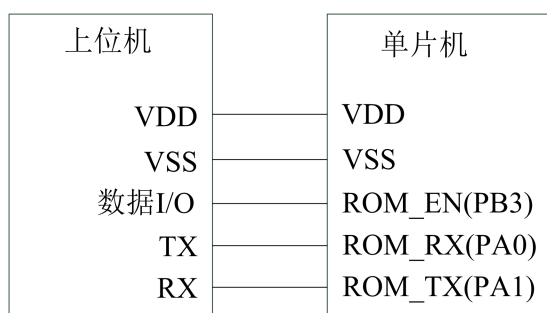 上位机
VDD
VSS
数据I/O
TX
RX
单片机
VDD
VSS
ROM_EN(PB3)
ROM_RX(PA0)
ROM_TX(PA1)